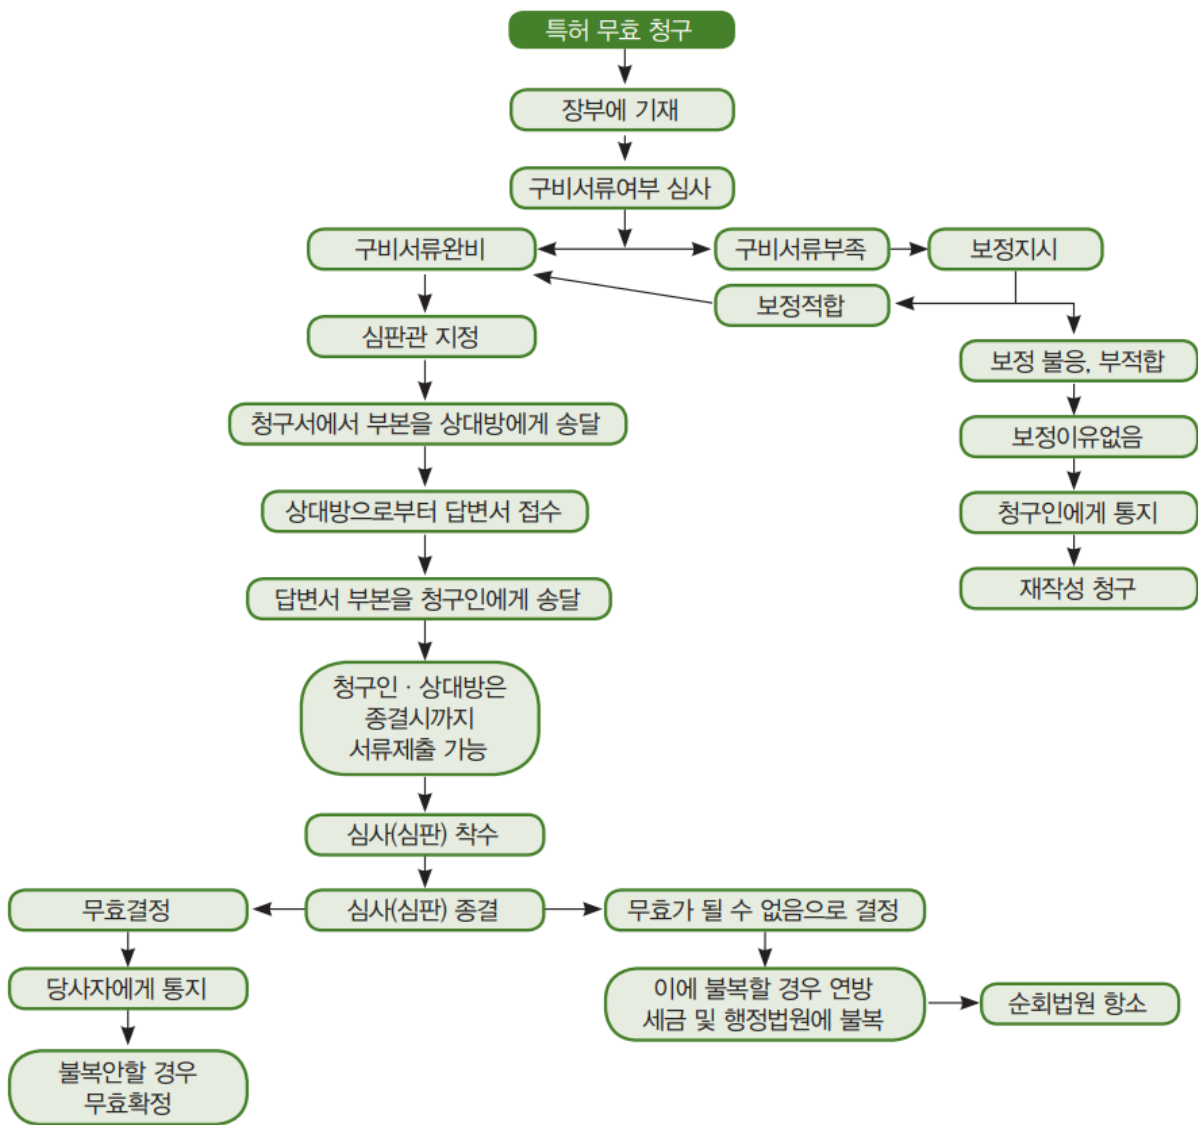 특허 무효 청구
장부에 기재
구비서류여부 심사
구비서류완비
구비서류부족
보정지시
보정적합
심판관 지정
보정 불응, 부적합
청구서에서 부본을 상대방에게 송달
보정이유없음
상대방으로부터 답변서 접수
청구인에게 통지
답변서 부본을 청구인에게 송달
재작성 청구
청구인 · 상대방은
종결시까지
서류제출 가능
심사(심판) 착수
무효결정
심사(심판) 종결
무효가 될 수 없음으로 결정
당사자에게 통지
이에 불복할 경우 연방
세금 및 행정법원에 불복
순회법원 항소
불복안할 경우
무효확정